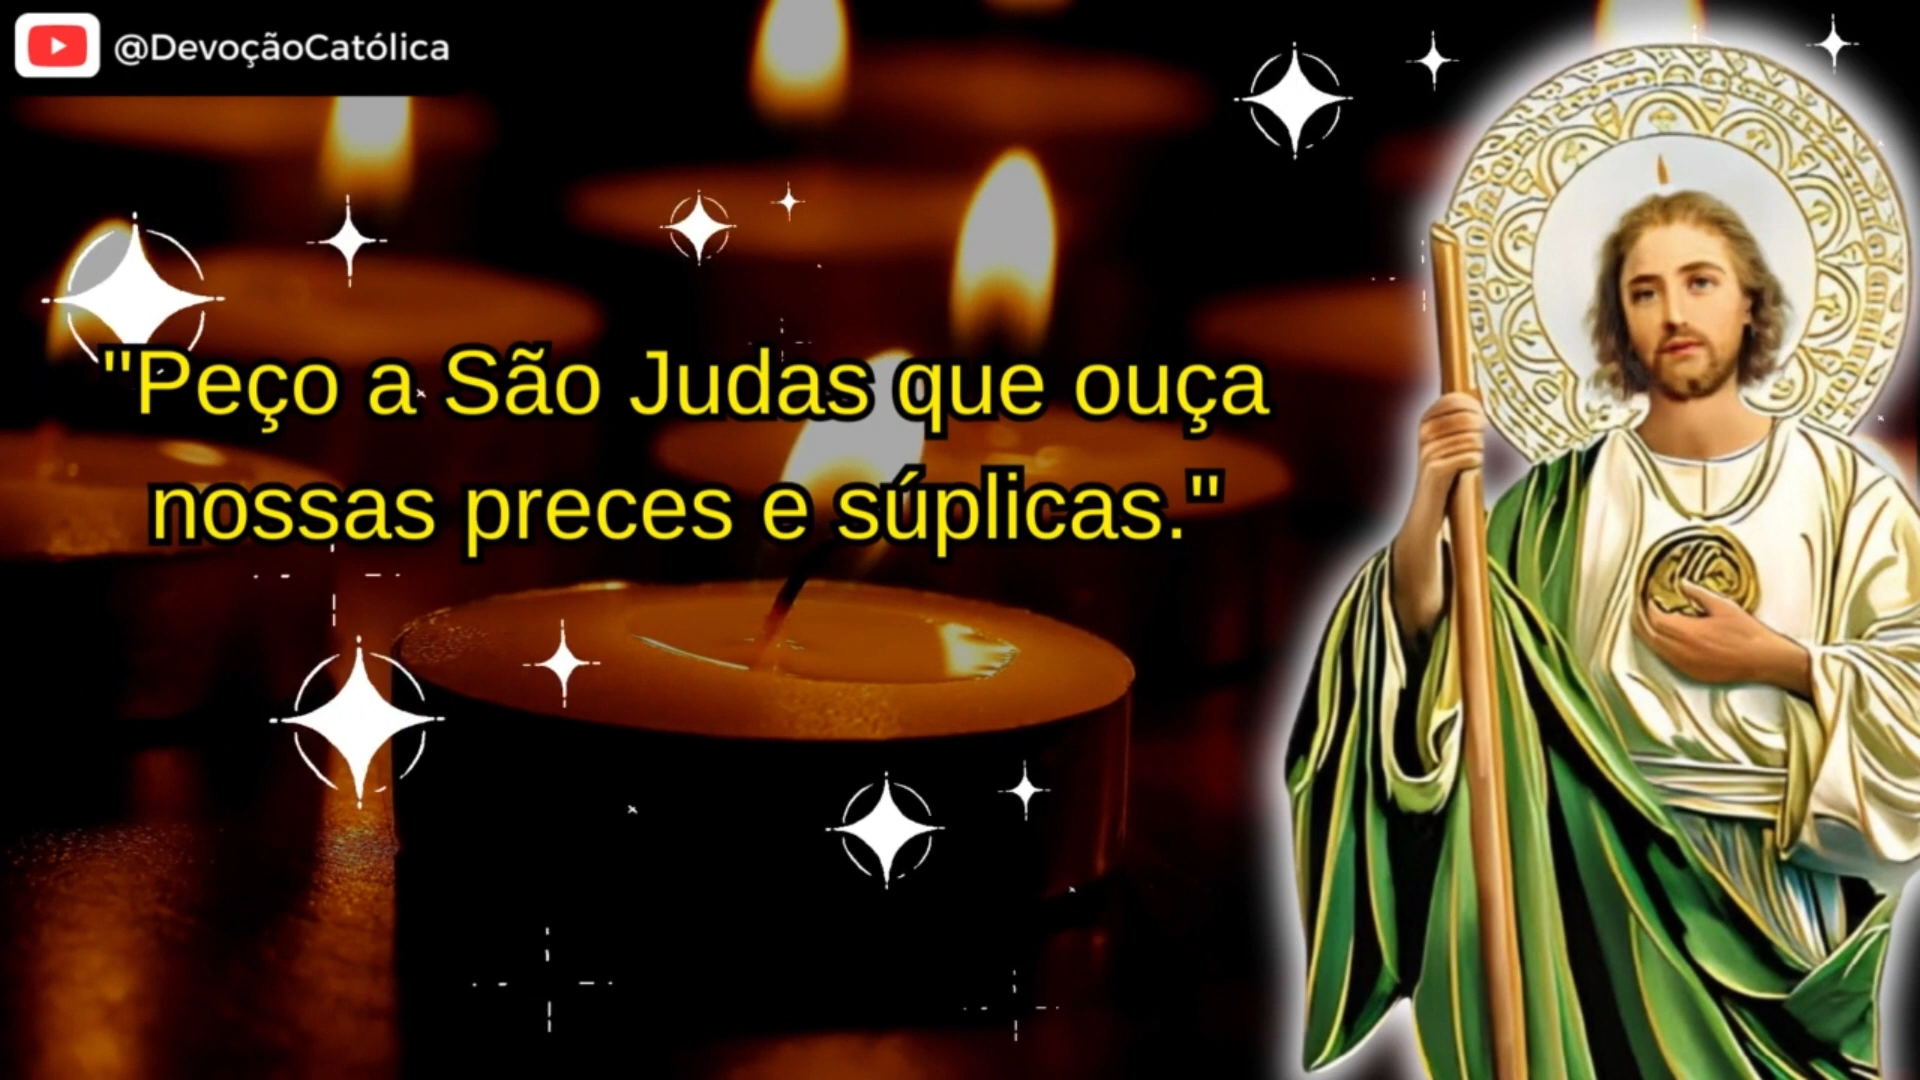 @DevoçãoCatólica
"Peço a São Judas que ouça
nossas preces e súplicas."